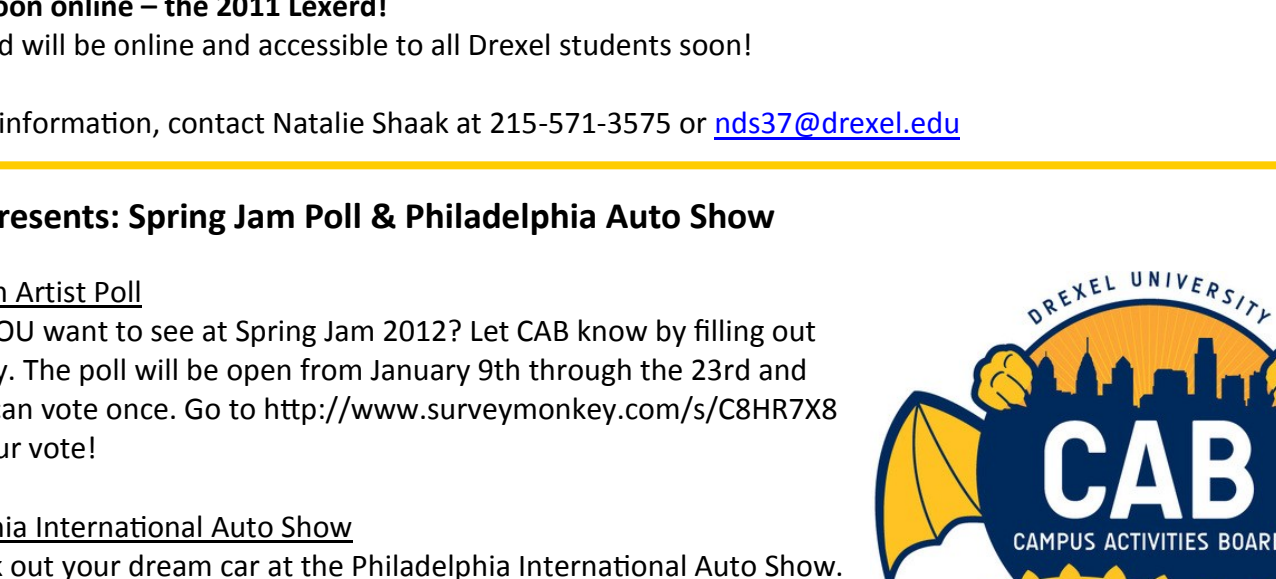 oon online – the 2011 Lexerd!
d will be online and accessible to all Drexel students soon!
information, contact Natalie Shaak at 215-571-3575 or nds37@drexel.edu
resents: Spring Jam Poll & Philadelphia Auto Show
n Artist Poll
OU want to see at Spring Jam 2012? Let CAB know by filling out
y. The poll will be open from January 9th through the 23rd and
can vote once. Go to http://www.surveymonkey.com/s/C8HR7X8
ur vote!
nia International Auto Show
k out your dream car at the Philadelphia International Auto Show.
DREXEL UNIVERSITY
CAB
CAMPUS ACTIVITIES BOARD